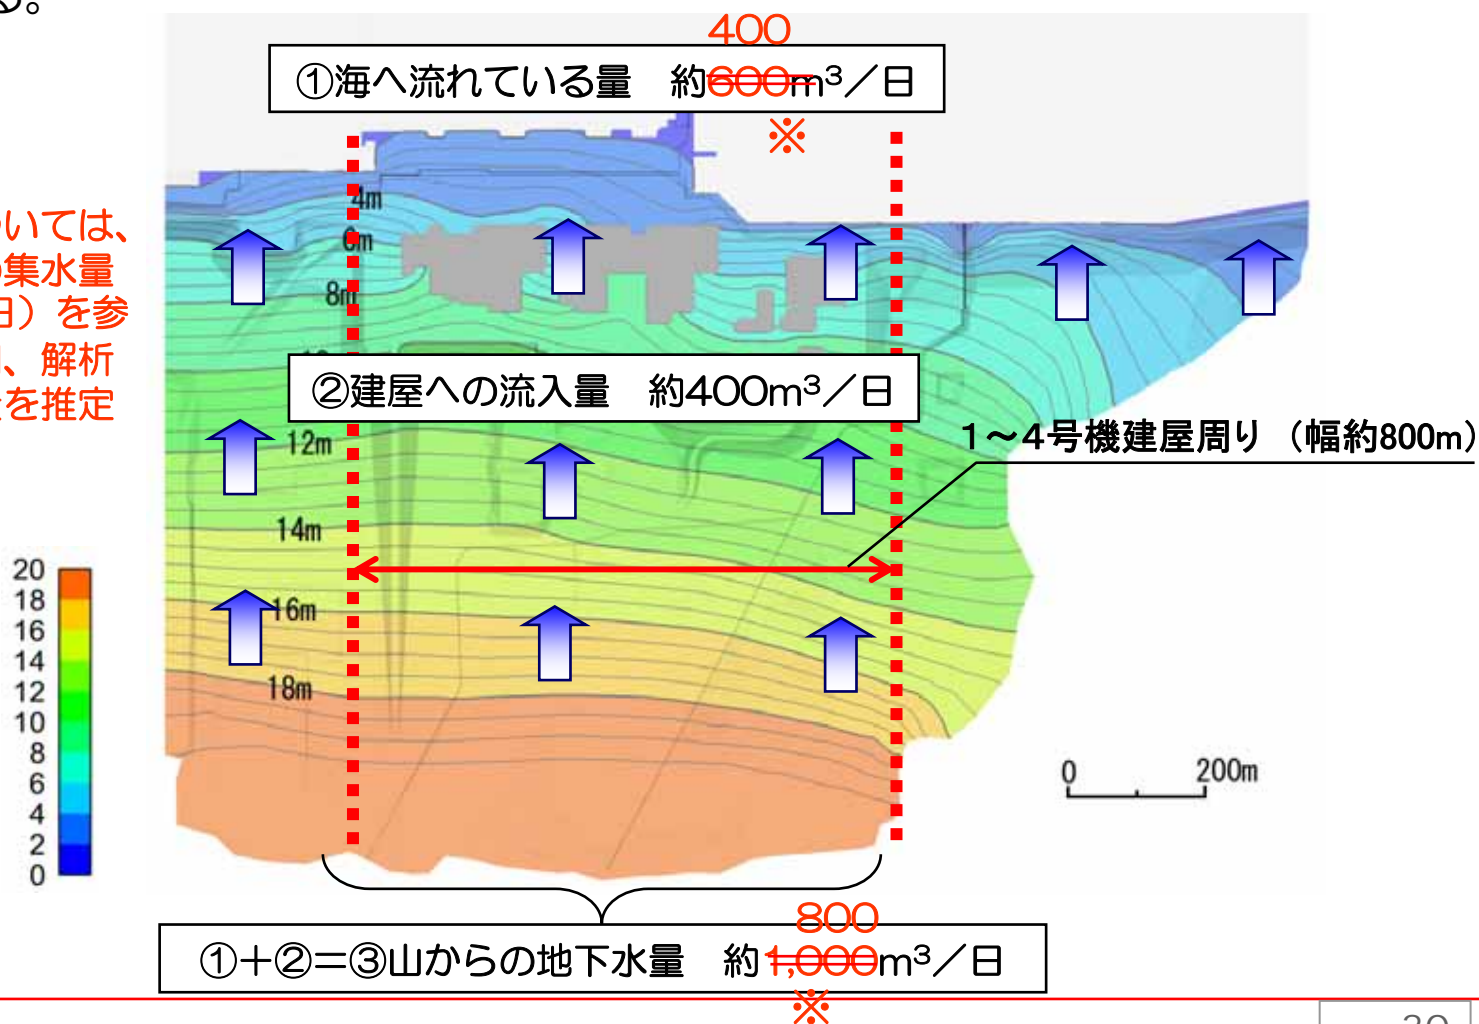 る。
400
①海へ流れている量 約600m³／日
※
4m
6m
8m
ついては、
集水量
日）を参
、解析
を推定
②建屋への流入量 約400m³／日
12m
1～4号機建屋周り（幅約800m）
14m
16m
18m
20
18
16
14
12
10
8
6
4
2
0
0 200m
800
①＋②＝③山からの地下水量 約1,000m³／日
※